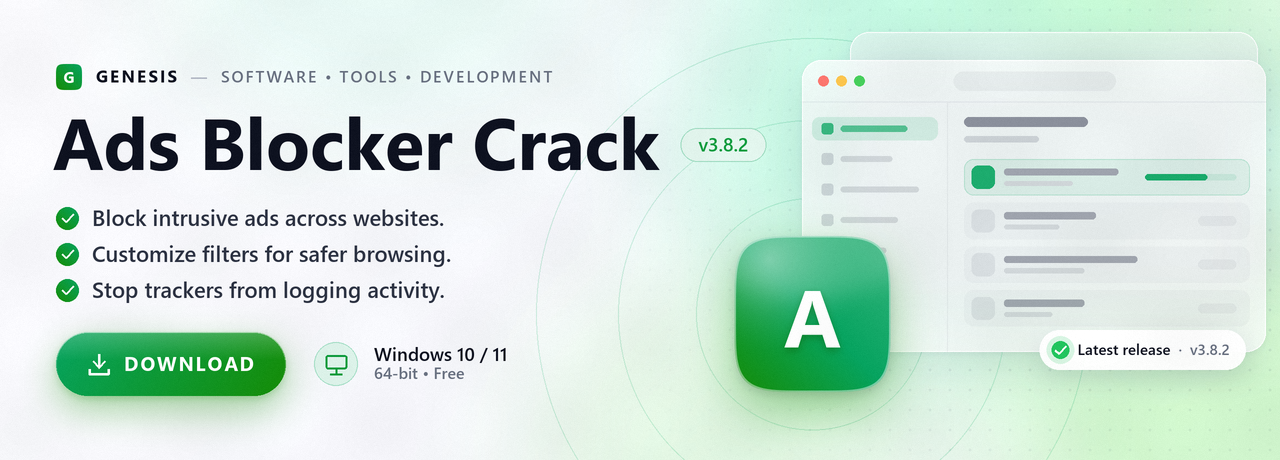 G GENESIS — SOFTWARE • TOOLS • DEVELOPMENT
Ads Blocker Crack v3.8.2
Block intrusive ads across websites.
Customize filters for safer browsing.
Stop trackers from logging activity.
DOWNLOAD
Windows 10 / 11
64-bit • Free
A
Latest release · v3.8.2